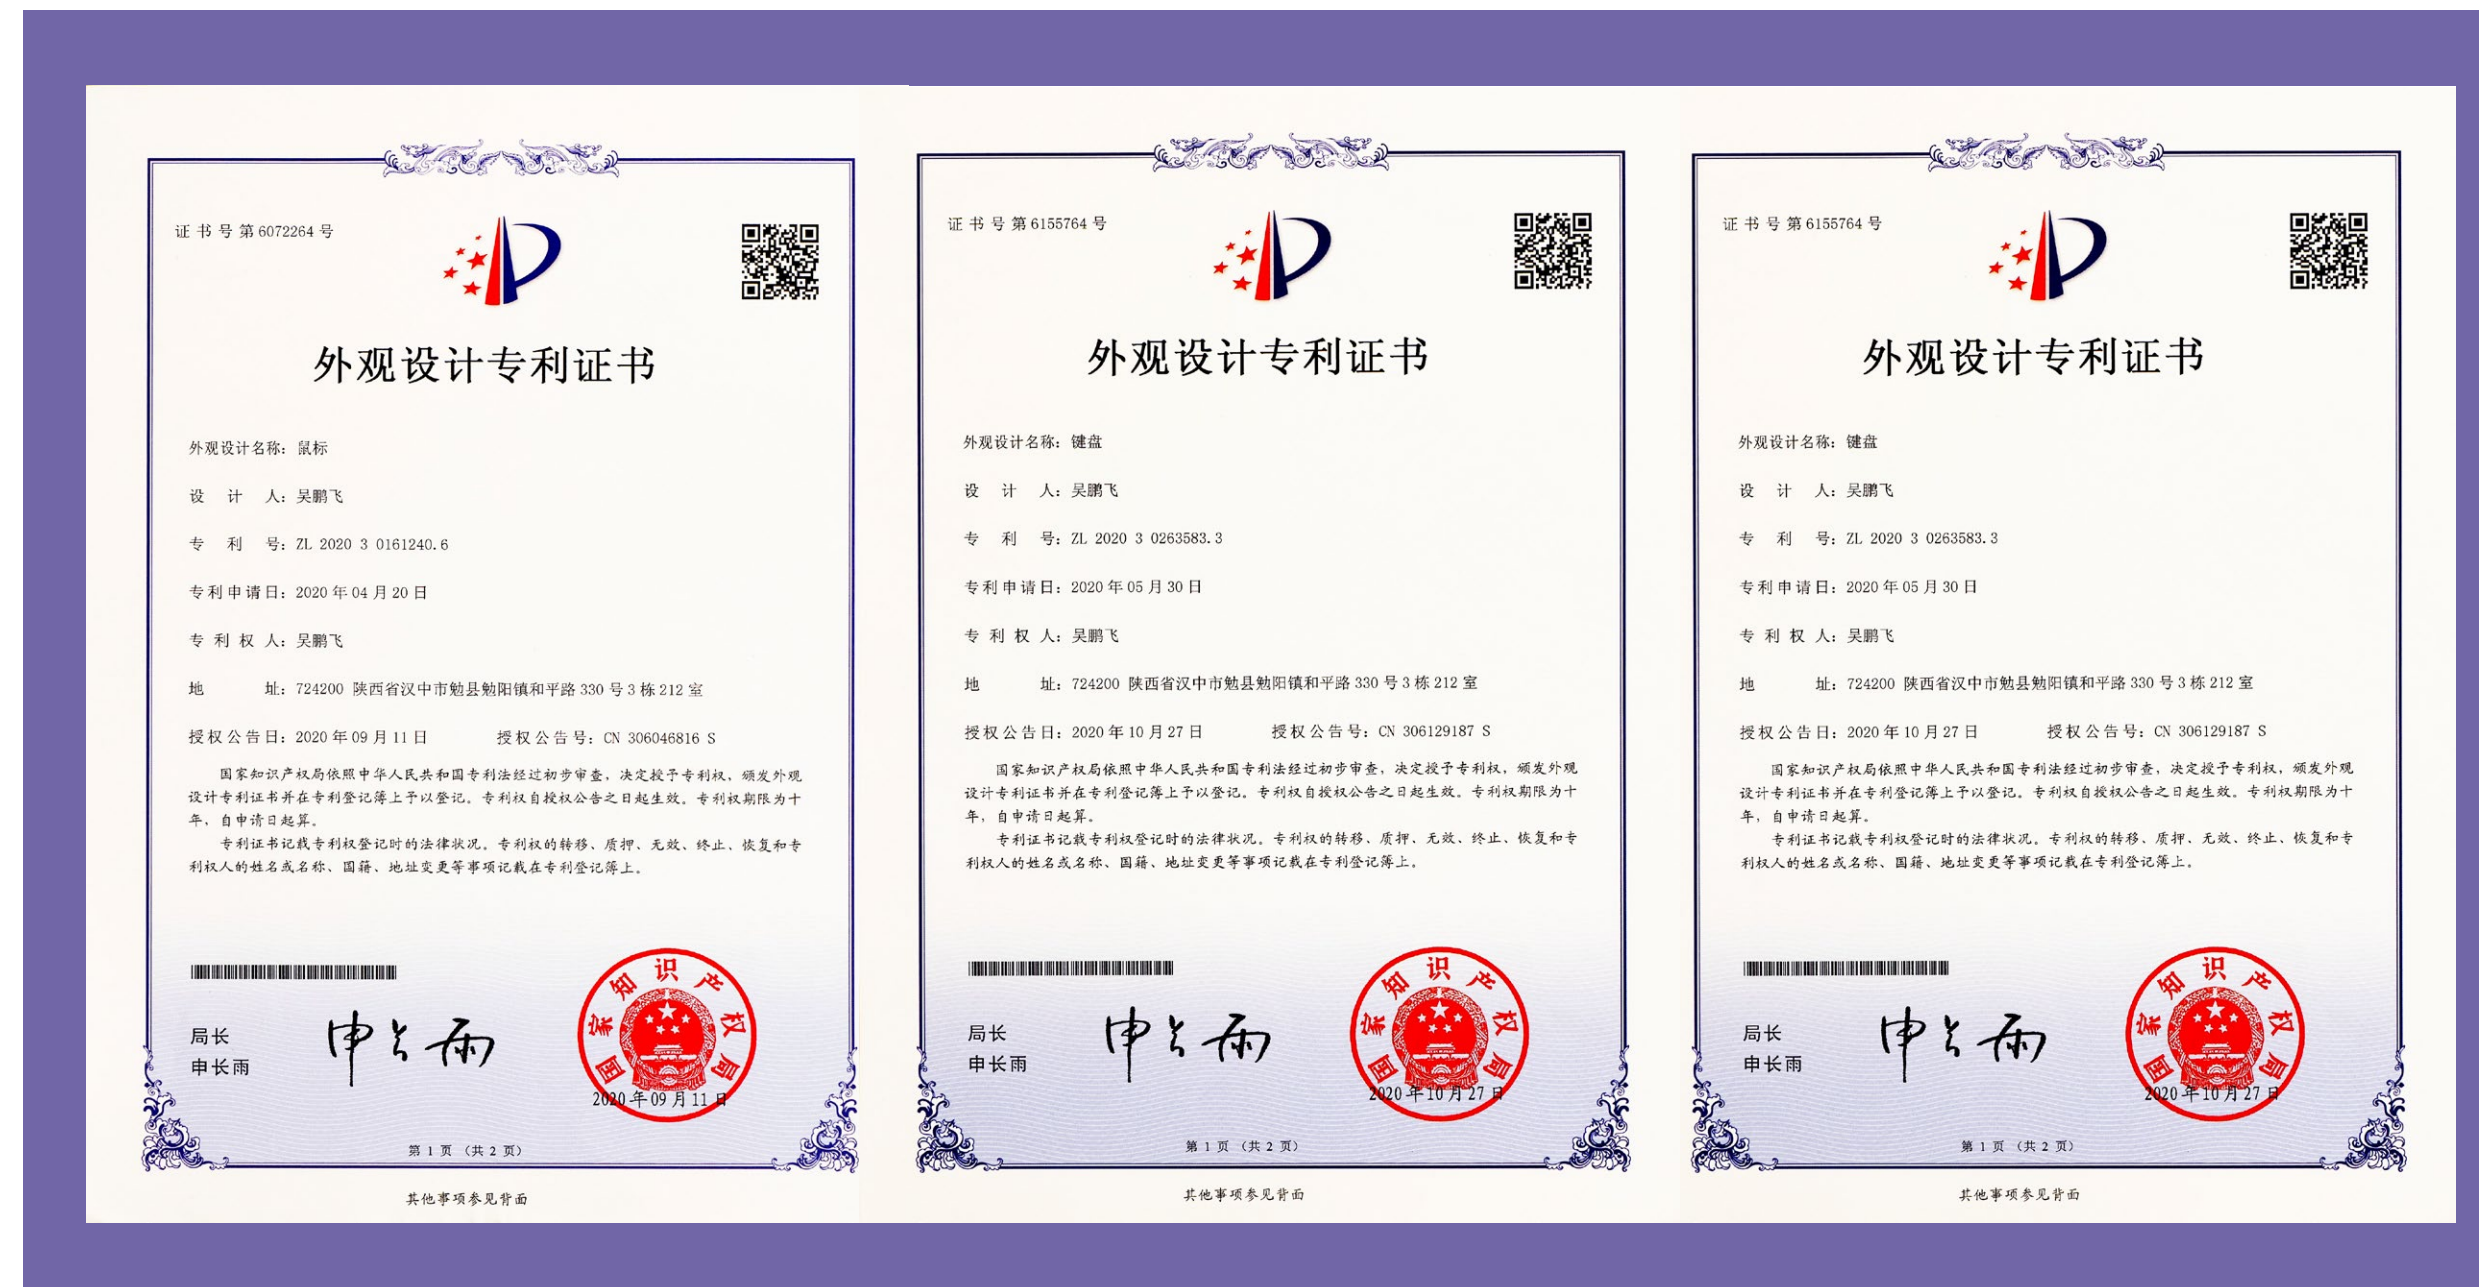 证书号第6072264号
外观设计专利证书
外观设计名称：鼠标
设计人：吴鹏飞
专利号：ZL 2020 3 0161240.6
专利申请日：2020年04月20日
专利权人：吴鹏飞
地址：724200 陕西省汉中市勉县勉阳镇和平路330号3栋212室
授权公告日：2020年09月11日 授权公告号：CN 306046816 S
国家知识产权局依照中华人民共和国专利法经过初步审查，决定授予专利权，颁发外观
设计专利证书并在专利登记簿上予以登记。专利权自授权公告之日起生效。专利权期限为十
年，自申请日起算。
专利证书记载专利权登记时的法律状况。专利权的转移、质押、无效、终止、恢复和专
利权人的姓名或名称、国籍、地址变更等事项记载在专利登记簿上。
局长
申长雨
申长雨
国家知识产权局
2020年09月11日
第1页（共2页）
其他事项参见背面
证书号第6155764号
外观设计专利证书
外观设计名称：键盘
设计人：吴鹏飞
专利号：ZL 2020 3 0263583.3
专利申请日：2020年05月30日
专利权人：吴鹏飞
地址：724200 陕西省汉中市勉县勉阳镇和平路330号3栋212室
授权公告日：2020年10月27日 授权公告号：CN 306129187 S
国家知识产权局依照中华人民共和国专利法经过初步审查，决定授予专利权，颁发外观
设计专利证书并在专利登记簿上予以登记。专利权自授权公告之日起生效。专利权期限为十
年，自申请日起算。
专利证书记载专利权登记时的法律状况。专利权的转移、质押、无效、终止、恢复和专
利权人的姓名或名称、国籍、地址变更等事项记载在专利登记簿上。
局长
申长雨
申长雨
国家知识产权局
2020年10月27日
第1页（共2页）
其他事项参见背面
证书号第6155764号
外观设计专利证书
外观设计名称：键盘
设计人：吴鹏飞
专利号：ZL 2020 3 0263583.3
专利申请日：2020年05月30日
专利权人：吴鹏飞
地址：724200 陕西省汉中市勉县勉阳镇和平路330号3栋212室
授权公告日：2020年10月27日 授权公告号：CN 306129187 S
国家知识产权局依照中华人民共和国专利法经过初步审查，决定授予专利权，颁发外观
设计专利证书并在专利登记簿上予以登记。专利权自授权公告之日起生效。专利权期限为十
年，自申请日起算。
专利证书记载专利权登记时的法律状况。专利权的转移、质押、无效、终止、恢复和专
利权人的姓名或名称、国籍、地址变更等事项记载在专利登记簿上。
局长
申长雨
申长雨
国家知识产权局
2020年10月27日
第1页（共2页）
其他事项参见背面